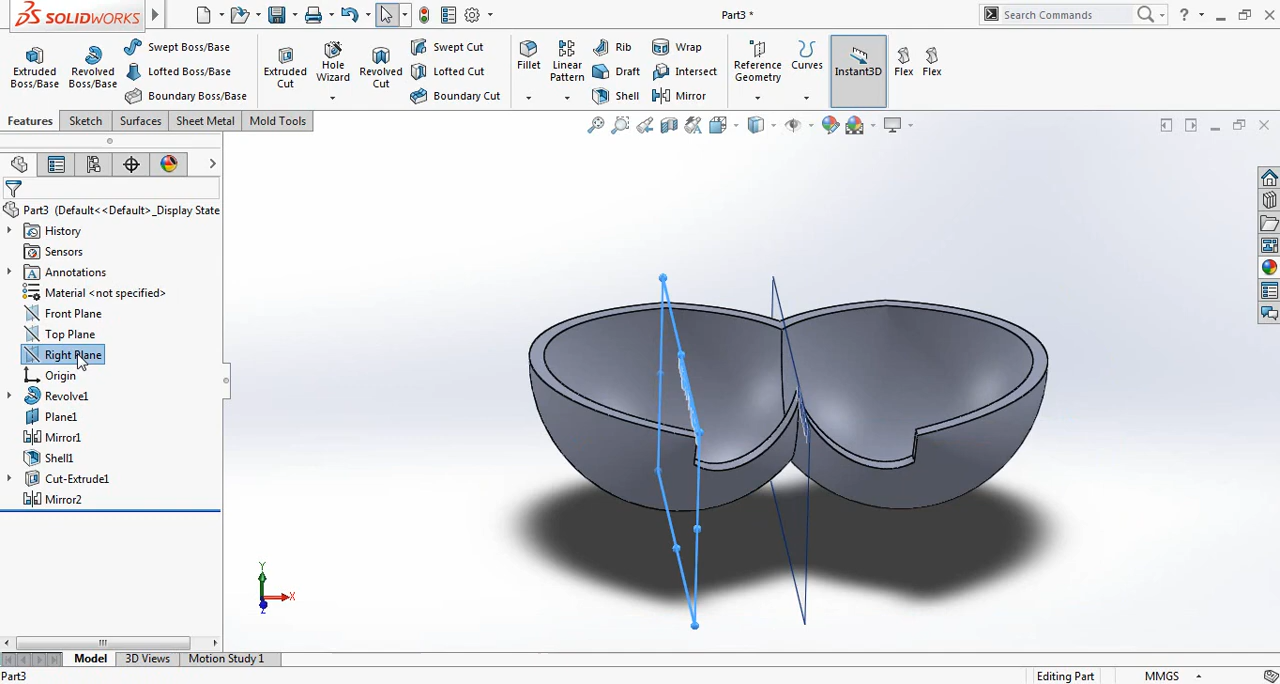 SOLIDWORKS
Part3 *
Search Commands
Extruded Boss/Base
Revolved Boss/Base
Swept Boss/Base
Lofted Boss/Base
Boundary Boss/Base
Extruded Cut
Hole Wizard
Revolved Cut
Swept Cut
Lofted Cut
Boundary Cut
Fillet
Linear Pattern
Rib
Draft
Shell
Wrap
Intersect
Mirror
Reference Geometry
Curves
Instant3D
Flex
Flex
Features
Sketch
Surfaces
Sheet Metal
Mold Tools
Part3 (Default<<Default>_Display State
History
Sensors
Annotations
Material <not specified>
Front Plane
Top Plane
Right Plane
Origin
Revolve1
Plane1
Mirror1
Shell1
Cut-Extrude1
Mirror2
Y
X
Z
Model
3D Views
Motion Study 1
Part3
Editing Part
MMGS